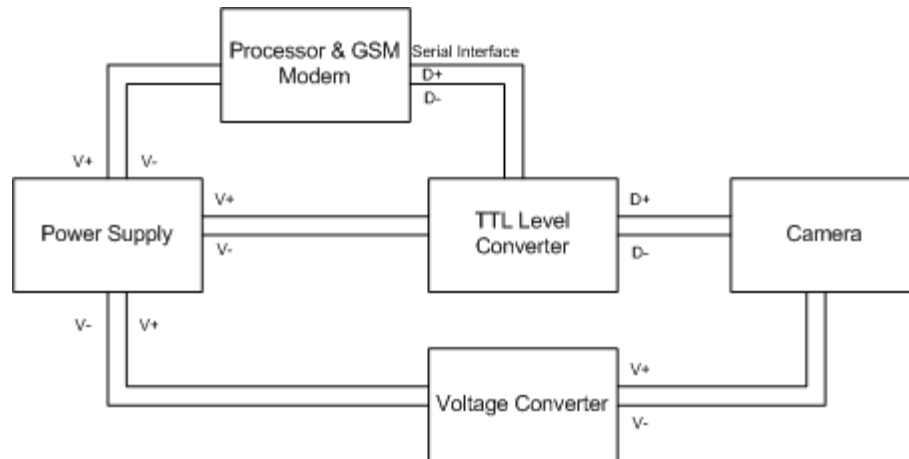 Processor & GSM
Modem
Serial Interface
D+
D-
V+
V-
Power Supply
V+
V-
TTL Level
Converter
D+
D-
Camera
V-
V+
Voltage Converter
V+
V-